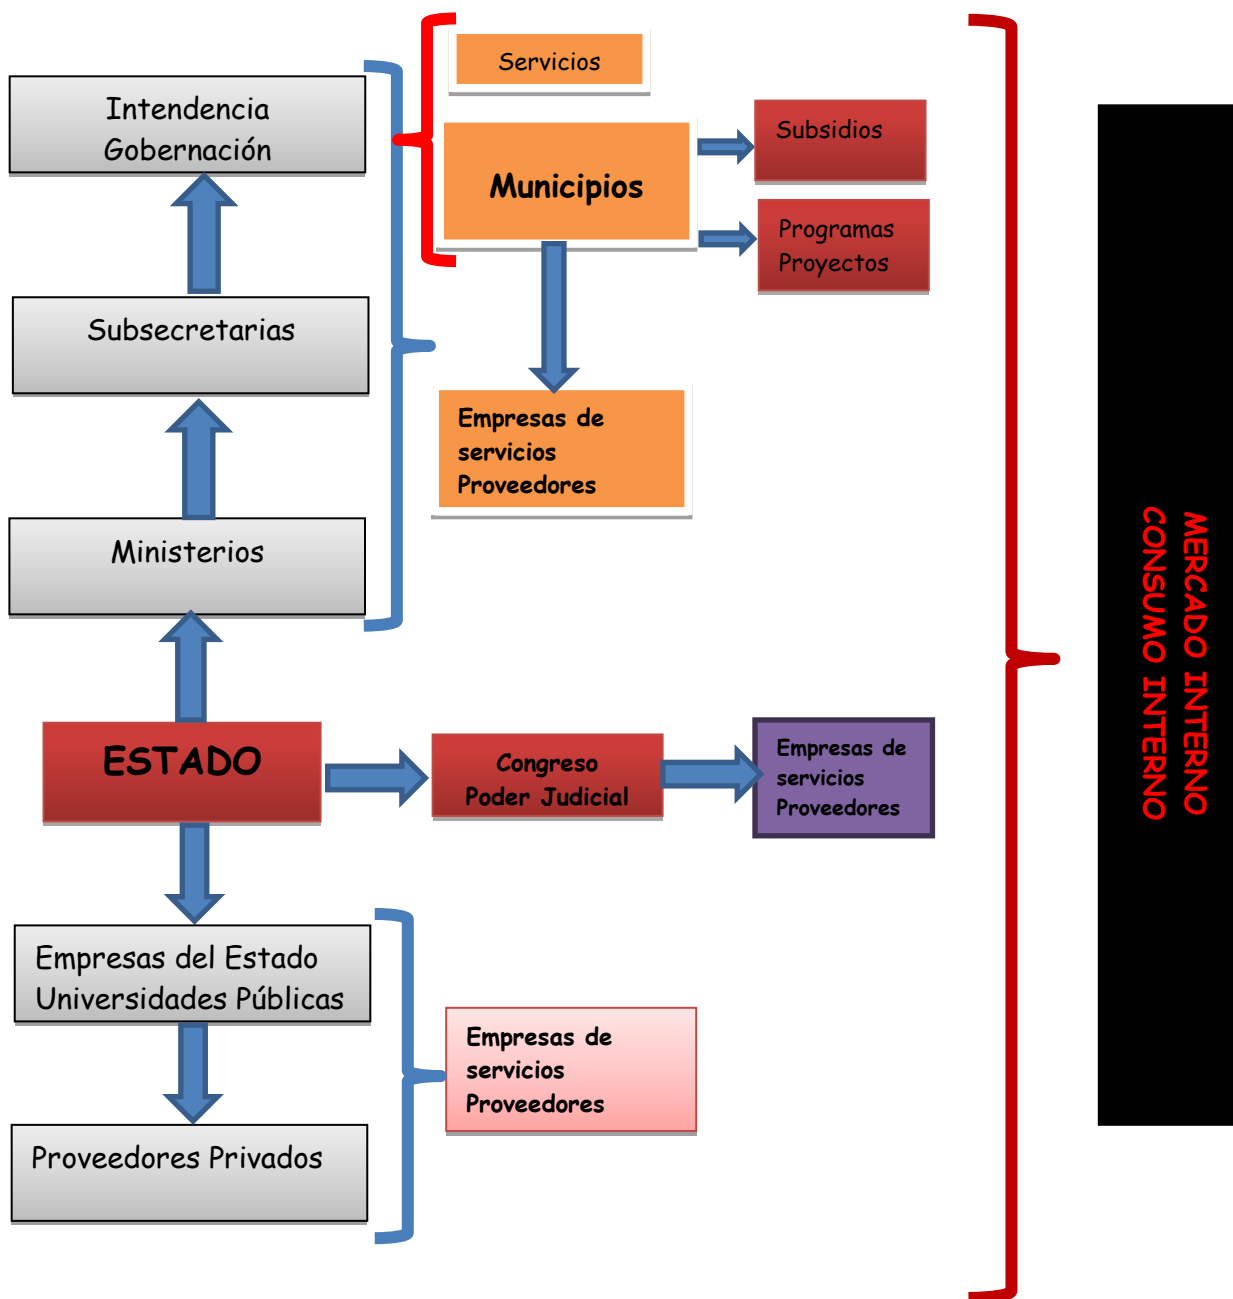 Servicios
Intendencia
Gobernación
Subsidios
Municipios
Programas
Proyectos
Subsecretarias
Empresas de
servicios
Proveedores
Ministerios
MERCADO INTERNO
CONSUMO INTERNO
ESTADO
Congreso
Poder Judicial
Empresas de
servicios
Proveedores
Empresas del Estado
Universidades Públicas
Empresas de
servicios
Proveedores
Proveedores Privados